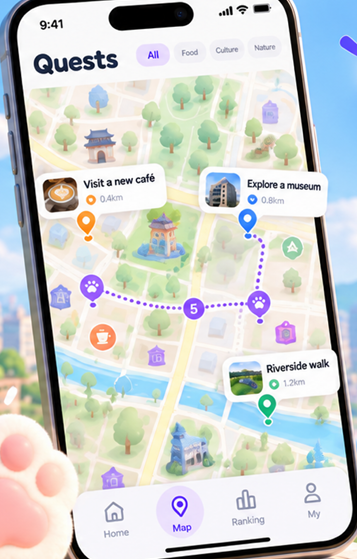 9:41
Quests
All
Food
Culture
Nature
Visit a new café
0.4km
Explore a museum
0.8km
5
Riverside walk
1.2km
Home
Map
Ranking
My